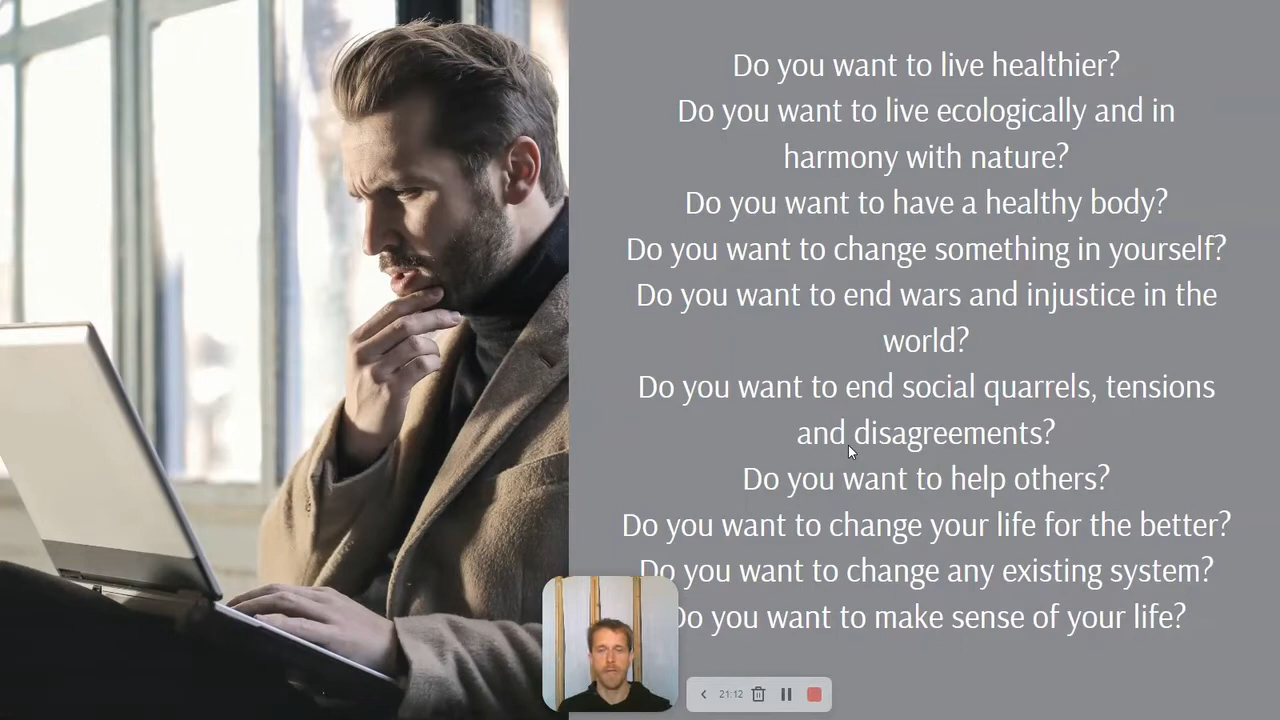 Do you want to live healthier?
Do you want to live ecologically and in
harmony with nature?
Do you want to have a healthy body?
Do you want to change something in yourself?
Do you want to end wars and injustice in the
world?
Do you want to end social quarrels, tensions
and disagreements?
Do you want to help others?
Do you want to change your life for the better?
Do you want to change any existing system?
Do you want to make sense of your life?
21:12